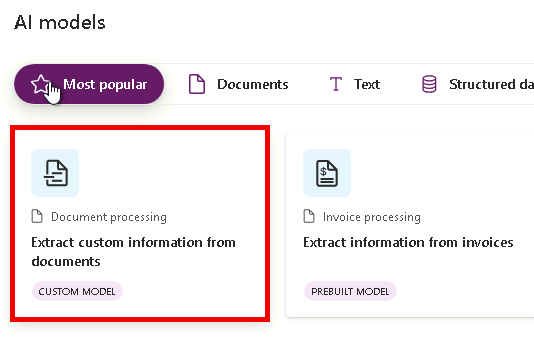 AI models
Most popular
Documents
Text
Structured da
Document processing
Extract custom information from
documents
CUSTOM MODEL
Invoice processing
Extract information from invoices
PREBUILT MODEL